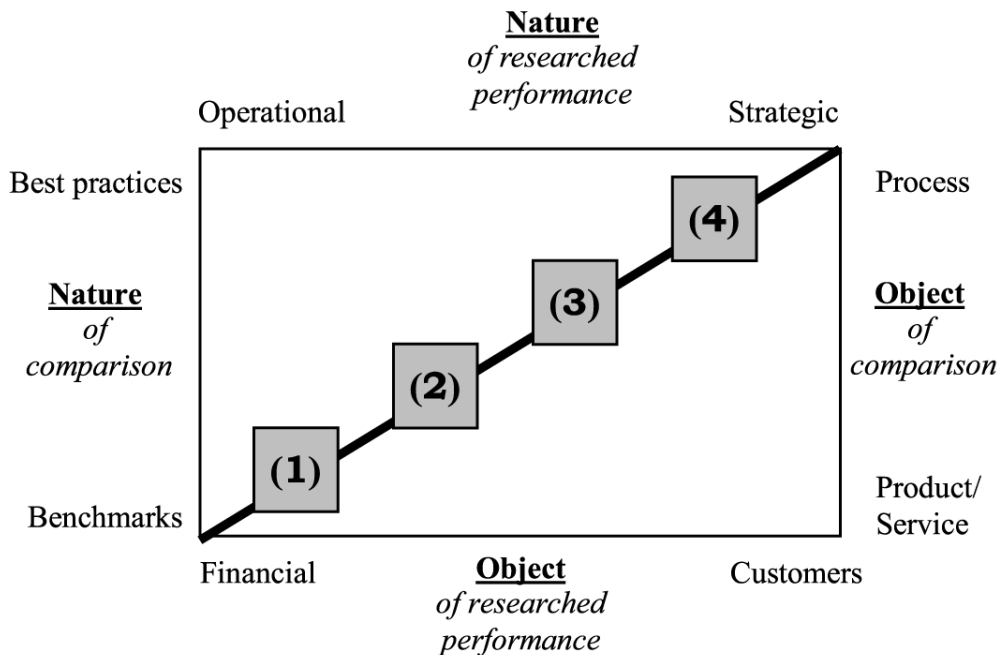 Nature
of researched
performance
Operational
Strategic
Best practices
Process
(4)
Nature
of
comparison
Object
of
comparison
(3)
(2)
(1)
Benchmarks
Product/
Service
Financial
Object
of researched
performance
Customers